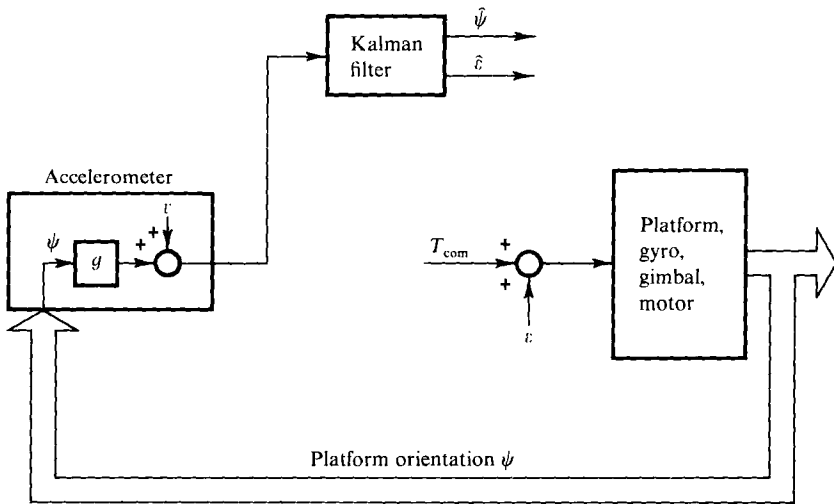 ψ̂
Kalman
filter
ε̂
Accelerometer
v
+
ψ
g
+
Platform,
gyro,
gimbal,
motor
T_com
+
+
ε
Platform orientation ψ